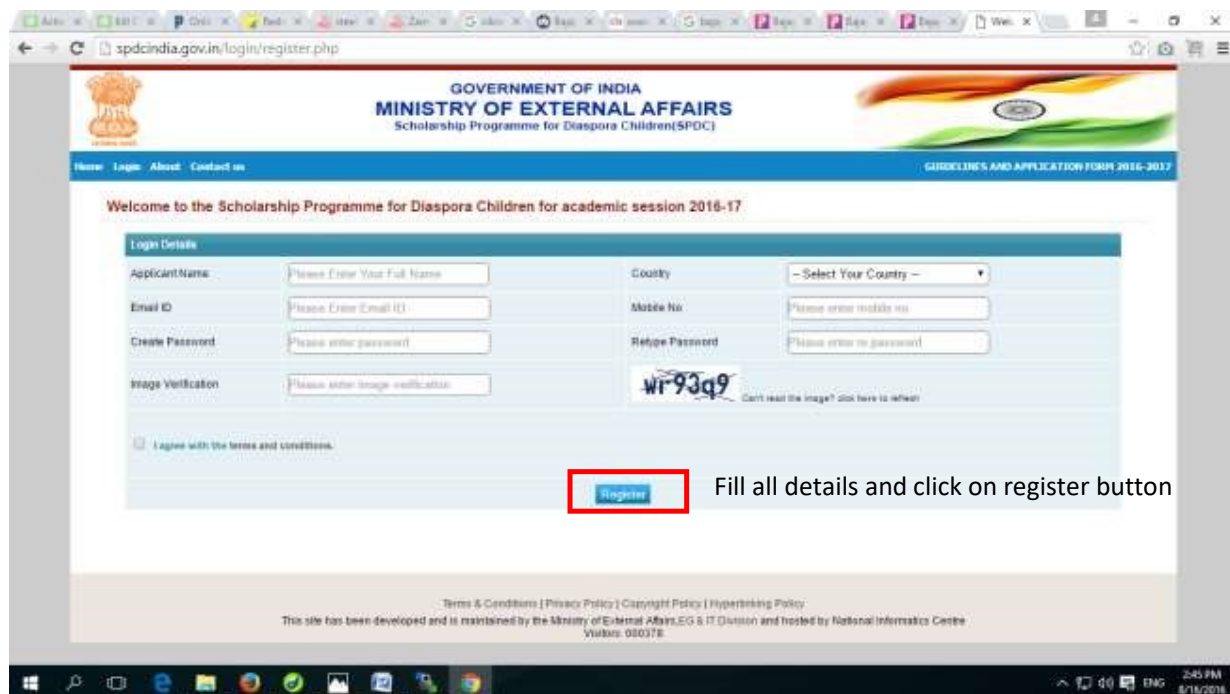 spdcindia.gov.in/login/register.php
GOVERNMENT OF INDIA
MINISTRY OF EXTERNAL AFFAIRS
Scholarship Programme for Diaspora Children(SPDC)
Home Login About Contact us GUIDELINES AND APPLICATION FORM 2016-2017
Welcome to the Scholarship Programme for Diaspora Children for academic session 2016-17
Login Details
Applicant Name Please Enter Your Full Name Country -- Select Your Country --
Email ID Please Enter Email ID Mobile No Please enter mobile no
Create Password Please enter password Retype Password Please enter re password
Image Verification Please enter image verification wr93q9 Can't read the image? click here to refresh
I agree with the terms and conditions.
Register Fill all details and click on register button
Terms & Conditions | Privacy Policy | Copyright Policy | Hyperlinking Policy
This site has been developed and is maintained by the Ministry of External Affairs,EG & IT Division and hosted by National Informatics Centre
Visitors: 000378
ENG 2:45 PM